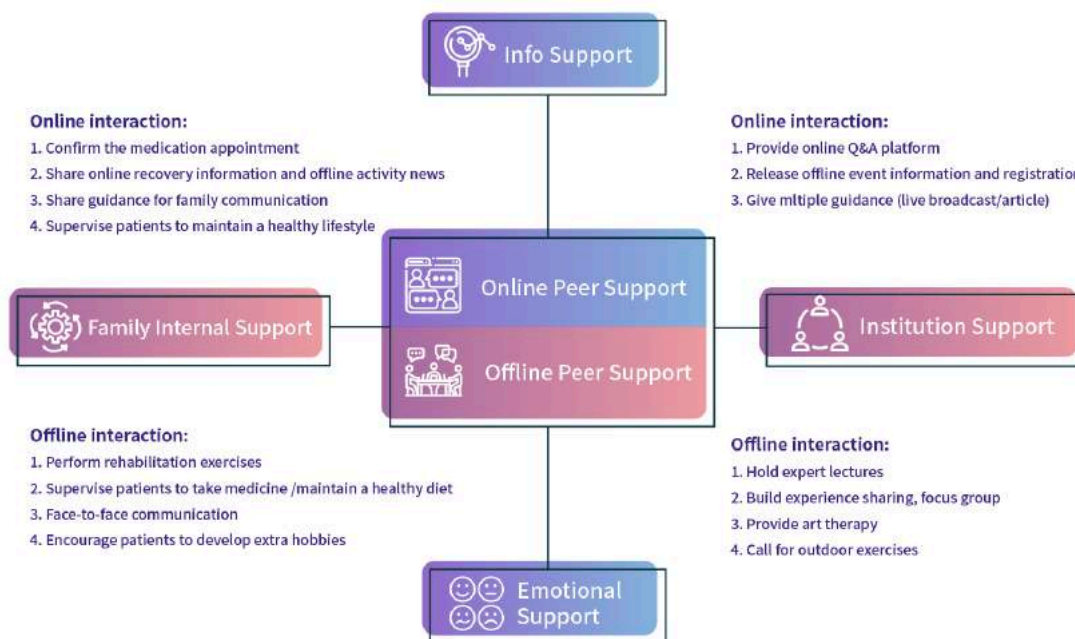 Info Support
Online interaction:
1. Confirm the medication appointment
2. Share online recovery information and offline activity news
3. Share guidance for family communication
4. Supervise patients to maintain a healthy lifestyle
Online interaction:
1. Provide online Q&A platform
2. Release offline event information and registration
3. Give mltiple guidance (live broadcast/article)
Family Internal Support
Online Peer Support
Offline Peer Support
Institution Support
Offline interaction:
1. Perform rehabilitation exercises
2. Supervise patients to take medicine /maintain a healthy diet
3. Face-to-face communication
4. Encourage patients to develop extra hobbies
Offline interaction:
1. Hold expert lectures
2. Build experience sharing, focus group
3. Provide art therapy
4. Call for outdoor exercises
Emotional
Support